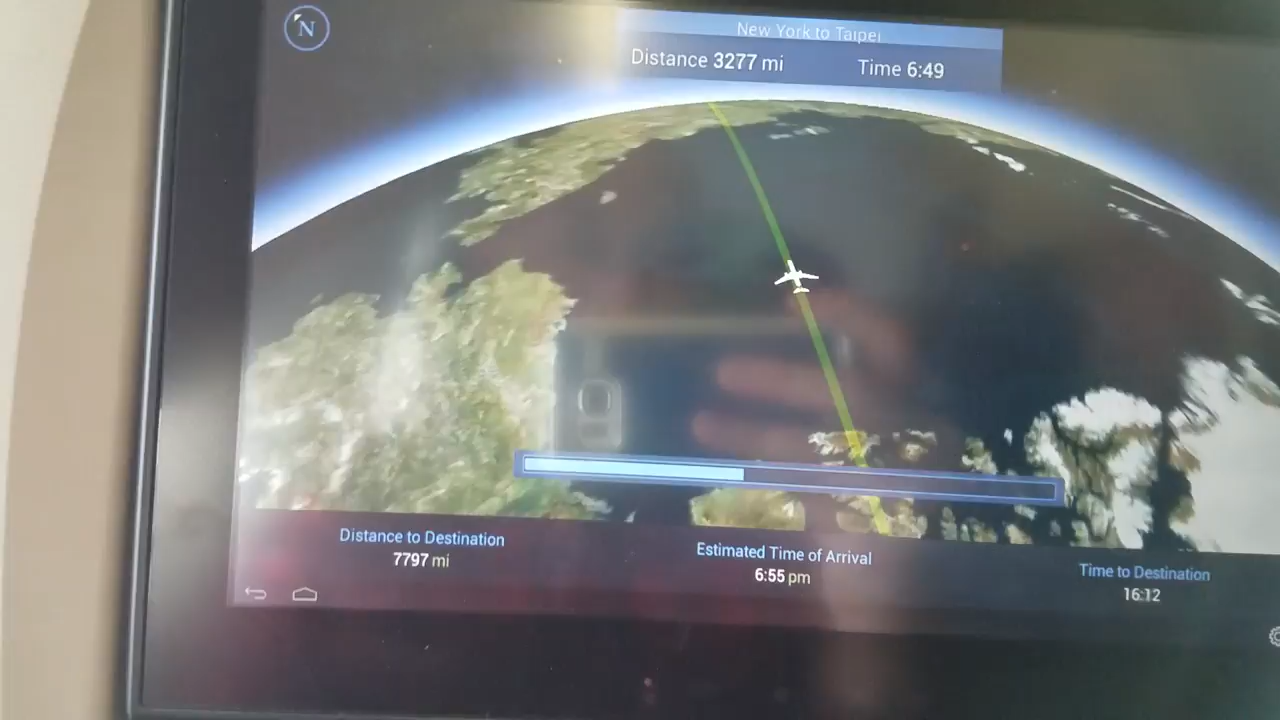 N
New York to Taipei
Distance 3277 mi
Time 6:49
Distance to Destination
7797 mi
Estimated Time of Arrival
6:55 pm
Time to Destination
16:12